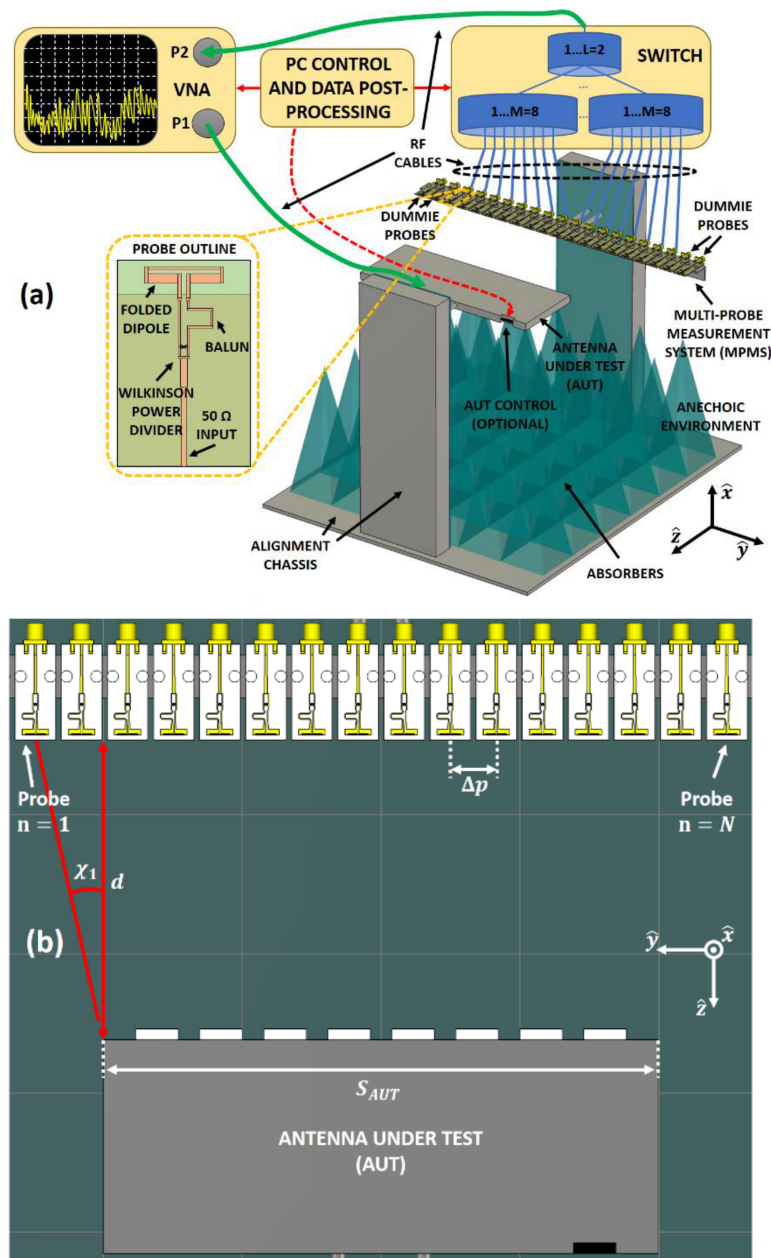 P2
VNA
P1
PC CONTROL
AND DATA POST-
PROCESSING
1...L=2
SWITCH
...
1...M=8
...
1...M=8
RF
CABLES
DUMMIE
PROBES
DUMMIE
PROBES
PROBE OUTLINE
FOLDED
DIPOLE
BALUN
WILKINSON
POWER
DIVIDER
50 Ω
INPUT
(a)
MULTI-PROBE
MEASUREMENT
SYSTEM (MPMS)
ANTENNA
UNDER TEST
(AUT)
AUT CONTROL
(OPTIONAL)
ANECHOIC
ENVIRONMENT
ALIGNMENT
CHASSIS
ABSORBERS
x̂
ẑ
ŷ
Probe
n = 1
Δp
Probe
n = N
χ₁
d
(b)
ŷ
x̂
ẑ
S_AUT
ANTENNA UNDER TEST
(AUT)